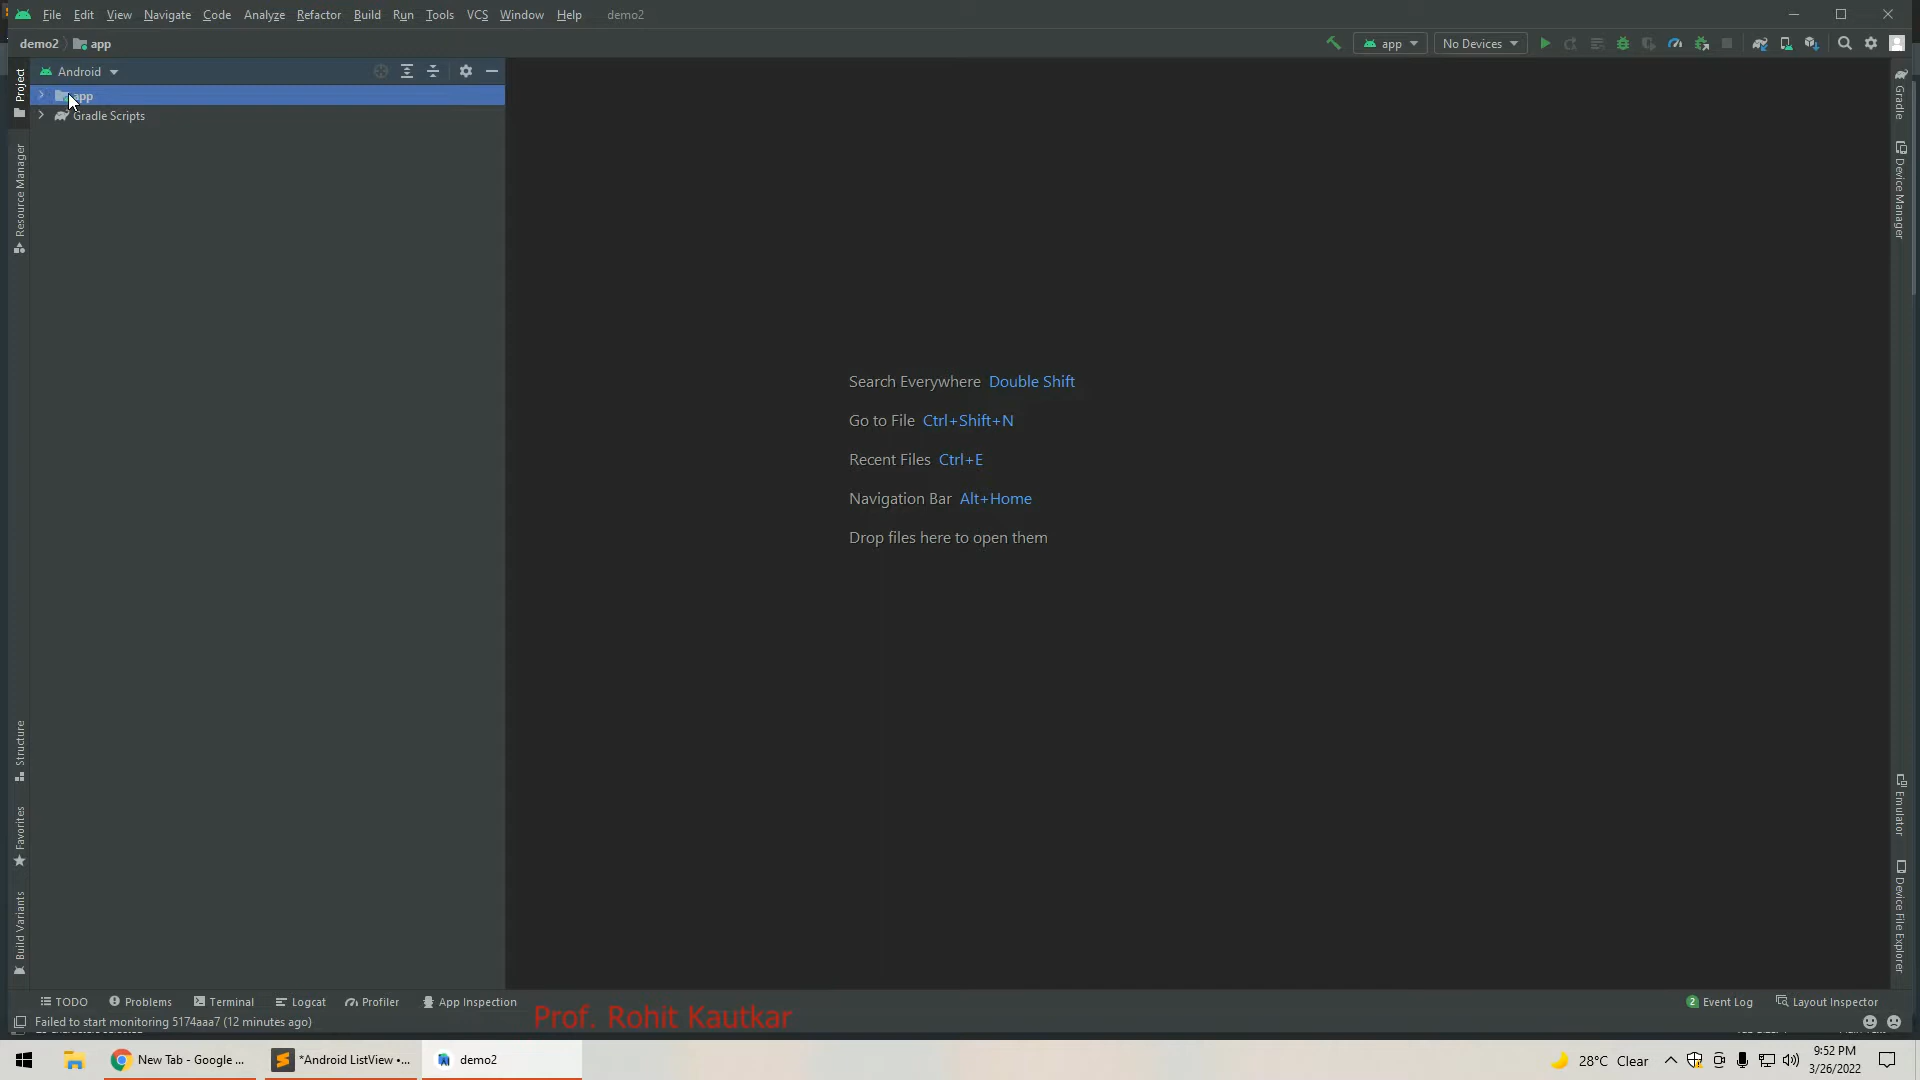 File Edit View Navigate Code Analyze Refactor Build Run Tools VCS Window Help demo2
demo2 app
app No Devices
Android
app
Gradle Scripts
Project
Resource Manager
Structure
Favorites
Build Variants
Gradle
Device Manager
Emulator
Device File Explorer
Search Everywhere Double Shift
Go to File Ctrl+Shift+N
Recent Files Ctrl+E
Navigation Bar Alt+Home
Drop files here to open them
TODO Problems Terminal Logcat Profiler App Inspection
2 Event Log Layout Inspector
Prof. Rohit Kautkar
Failed to start monitoring 5174aaa7 (12 minutes ago)
New Tab - Google ...
*Android ListView •...
demo2
28°C Clear
9:52 PM
3/26/2022